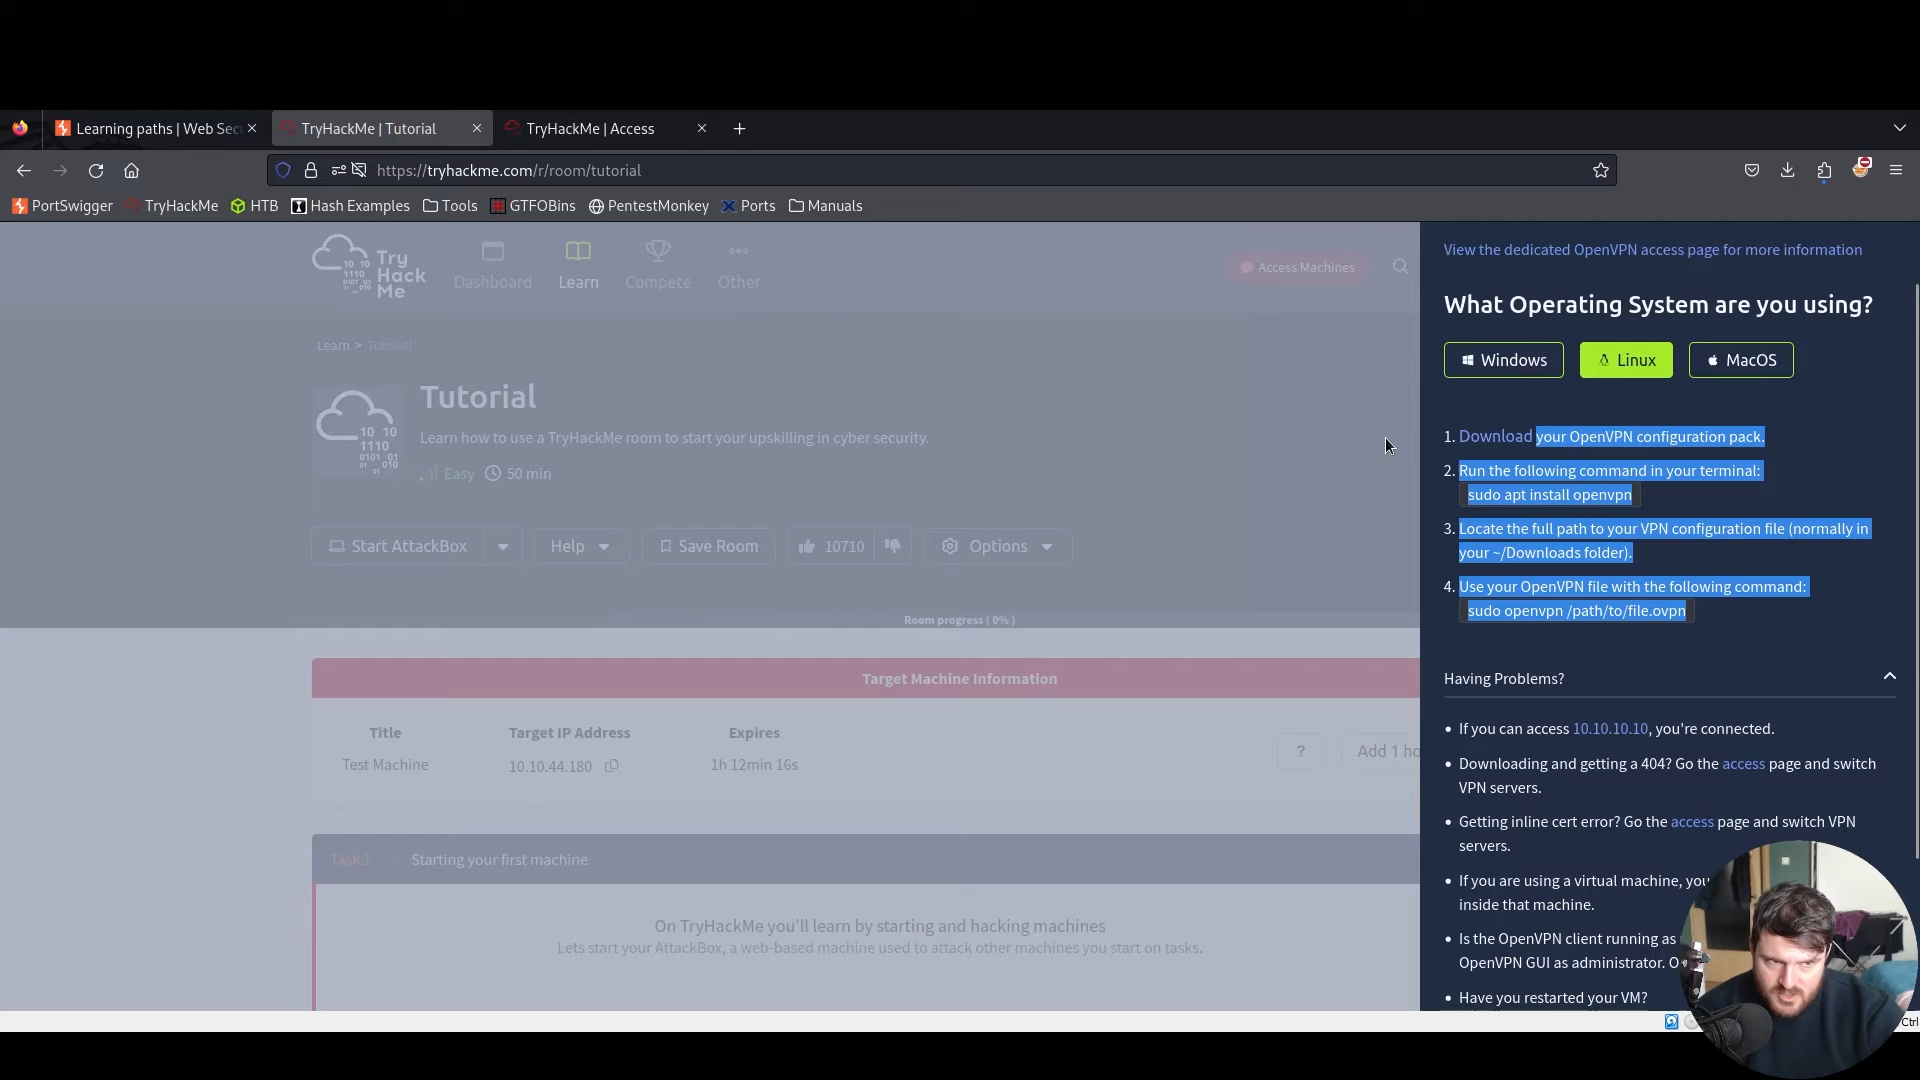 Learning paths | Web Sec
TryHackMe | Tutorial
TryHackMe | Access
https://tryhackme.com/r/room/tutorial
PortSwigger
TryHackMe
HTB
Hash Examples
Tools
GTFOBins
PentestMonkey
Ports
Manuals
Try
Hack
Me
Dashboard
Learn
Compete
Other
Access Machines
Learn > Tutorial
Tutorial
Learn how to use a TryHackMe room to start your upskilling in cyber security.
Easy
50 min
Start AttackBox
Help
Save Room
10710
Options
Room progress ( 0% )
Target Machine Information
Title
Target IP Address
Expires
Test Machine
10.10.44.180
1h 12min 16s
?
Add 1 ho
Task 1
Starting your first machine
On TryHackMe you'll learn by starting and hacking machines
Lets start your AttackBox, a web-based machine used to attack other machines you start on tasks.
View the dedicated OpenVPN access page for more information
What Operating System are you using?
Windows
Linux
MacOS
1. Download your OpenVPN configuration pack.
2. Run the following command in your terminal:
sudo apt install openvpn
3. Locate the full path to your VPN configuration file (normally in
your ~/Downloads folder).
4. Use your OpenVPN file with the following command:
sudo openvpn /path/to/file.ovpn
Having Problems?
• If you can access 10.10.10.10, you're connected.
• Downloading and getting a 404? Go the access page and switch
VPN servers.
• Getting inline cert error? Go the access page and switch VPN
servers.
• If you are using a virtual machine, you
inside that machine.
• Is the OpenVPN client running as
OpenVPN GUI as administrator. O
• Have you restarted your VM?
Ctrl